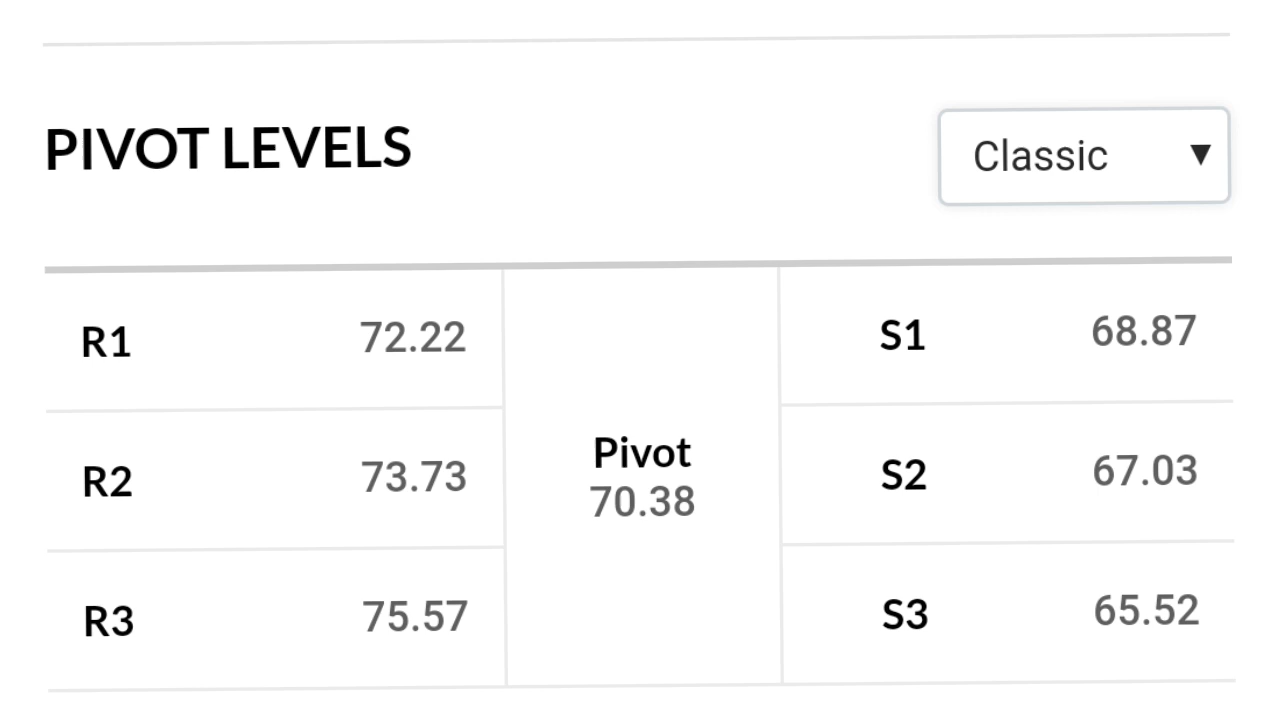 PIVOT LEVELS
Classic ▼
R1 72.22
R2 73.73
R3 75.57
Pivot
70.38
S1 68.87
S2 67.03
S3 65.52